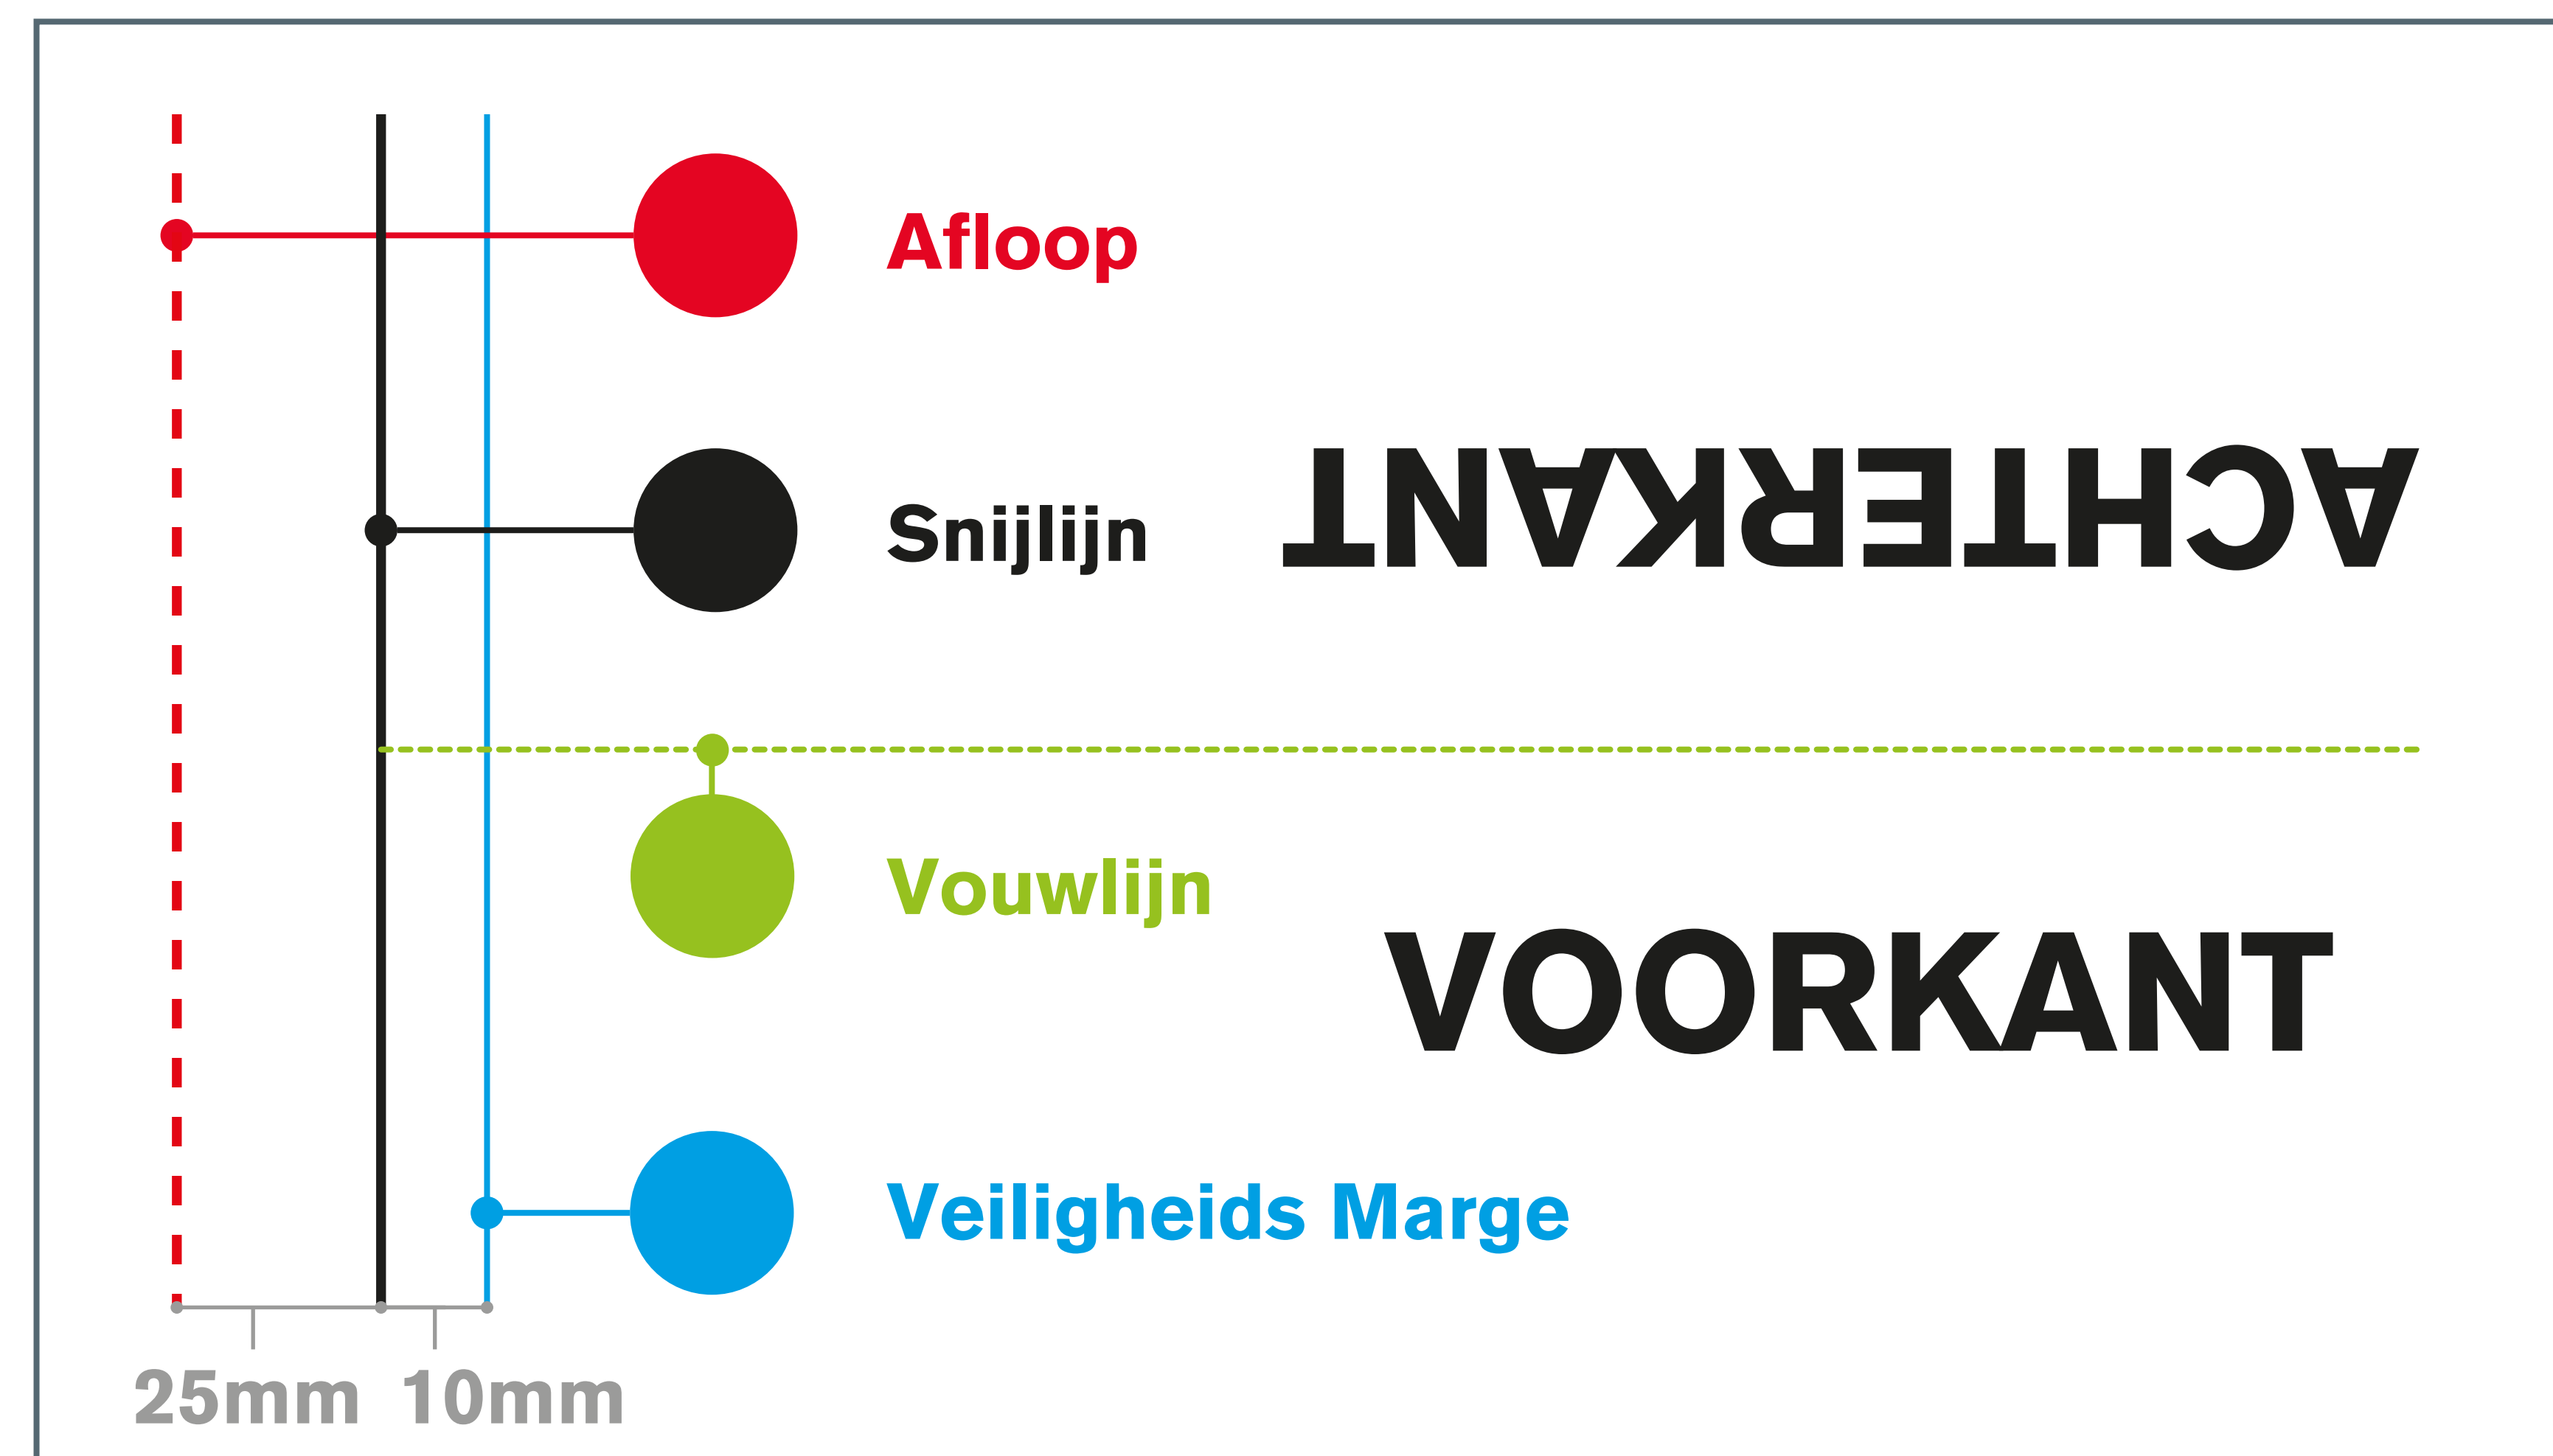 Afloop
Snijlijn
ACHTERKANT
Vouwlijn
VOORKANT
Veiligheids Marge
25mm 10mm